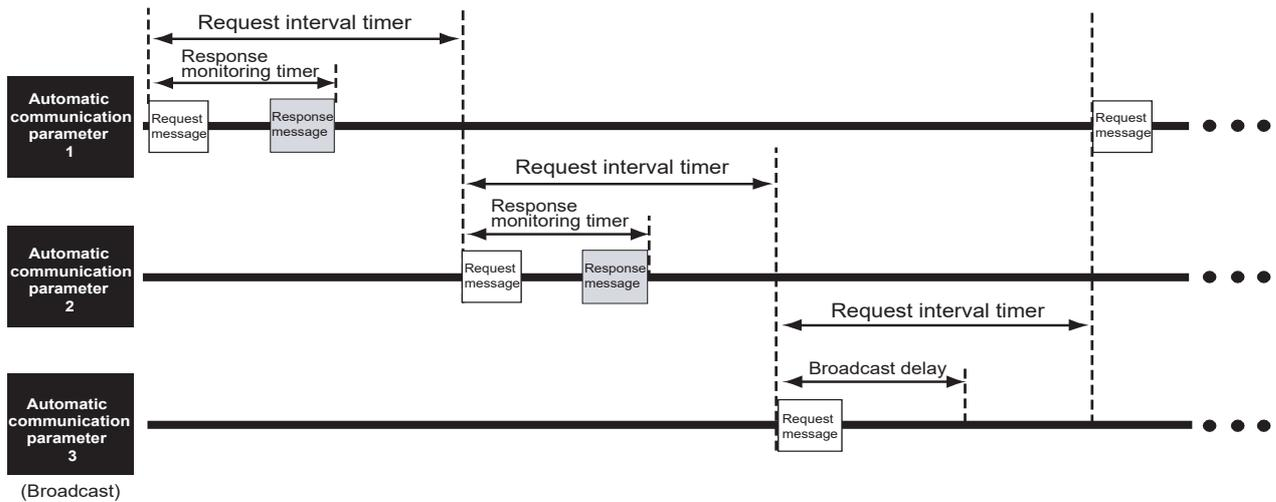 Request interval timer
Response
monitoring timer
Automatic
communication
parameter
1
Request
message
Response
message
Request
message
Request interval timer
Response
monitoring timer
Automatic
communication
parameter
2
Request
message
Response
message
Request interval timer
Broadcast delay
Automatic
communication
parameter
3
Request
message
(Broadcast)